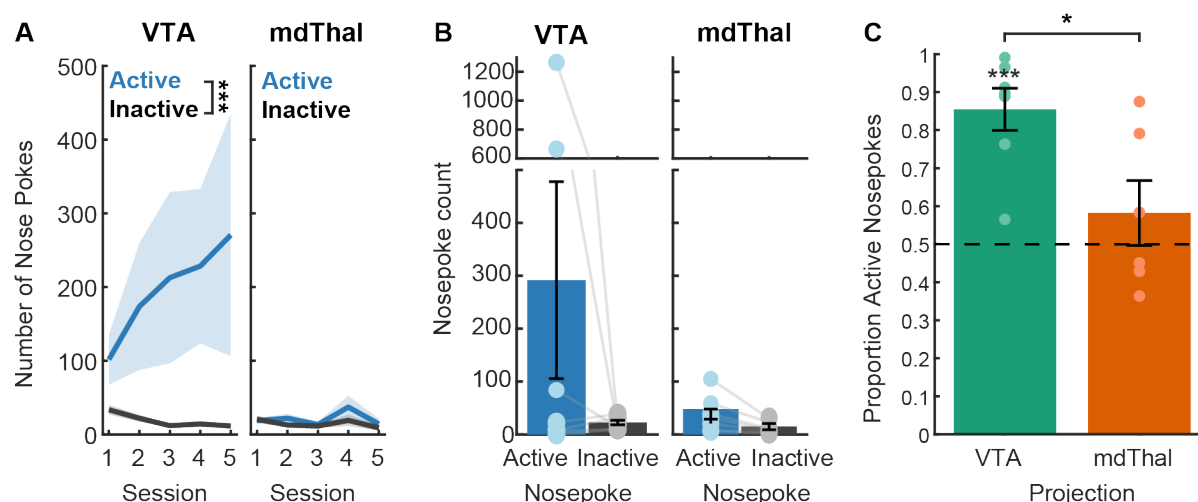 A
VTA
mdThal
Number of Nose Pokes
500
400
300
200
100
0
Active
Inactive
***
Active
Inactive
1 2 3 4 5
1 2 3 4 5
Session
Session
B
VTA
mdThal
Nosepoke count
1200
1000
800
600
400
300
200
100
0
Active Inactive
Active Inactive
Nosepoke
Nosepoke
C
*
***
Proportion Active Nosepokes
1
0.9
0.8
0.7
0.6
0.5
0.4
0.3
0.2
0.1
0
VTA
mdThal
Projection